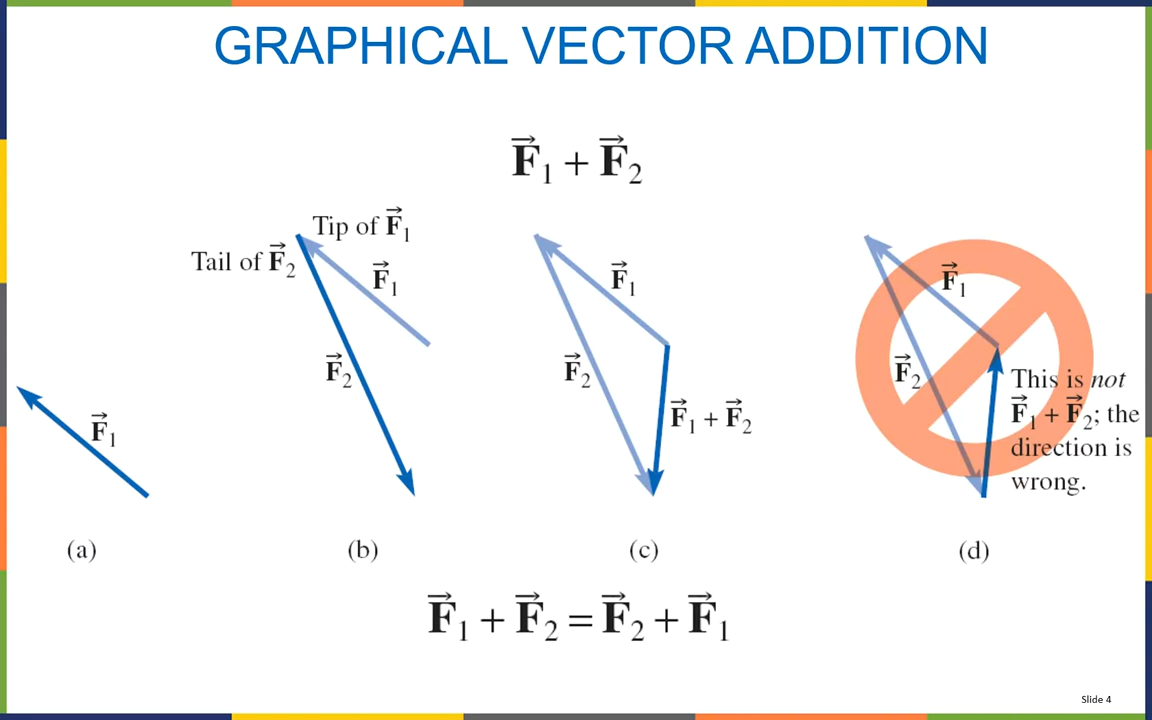 GRAPHICAL VECTOR ADDITION
F⃗₁ + F⃗₂
Tip of F⃗₁
Tail of F⃗₂
F⃗₁
F⃗₂
F⃗₁
F⃗₁
F⃗₂
F⃗₁ + F⃗₂
F⃗₁
F⃗₂
This is not
F⃗₁ + F⃗₂; the
direction is
wrong.
(a)
(b)
(c)
(d)
F⃗₁ + F⃗₂ = F⃗₂ + F⃗₁
Slide 4